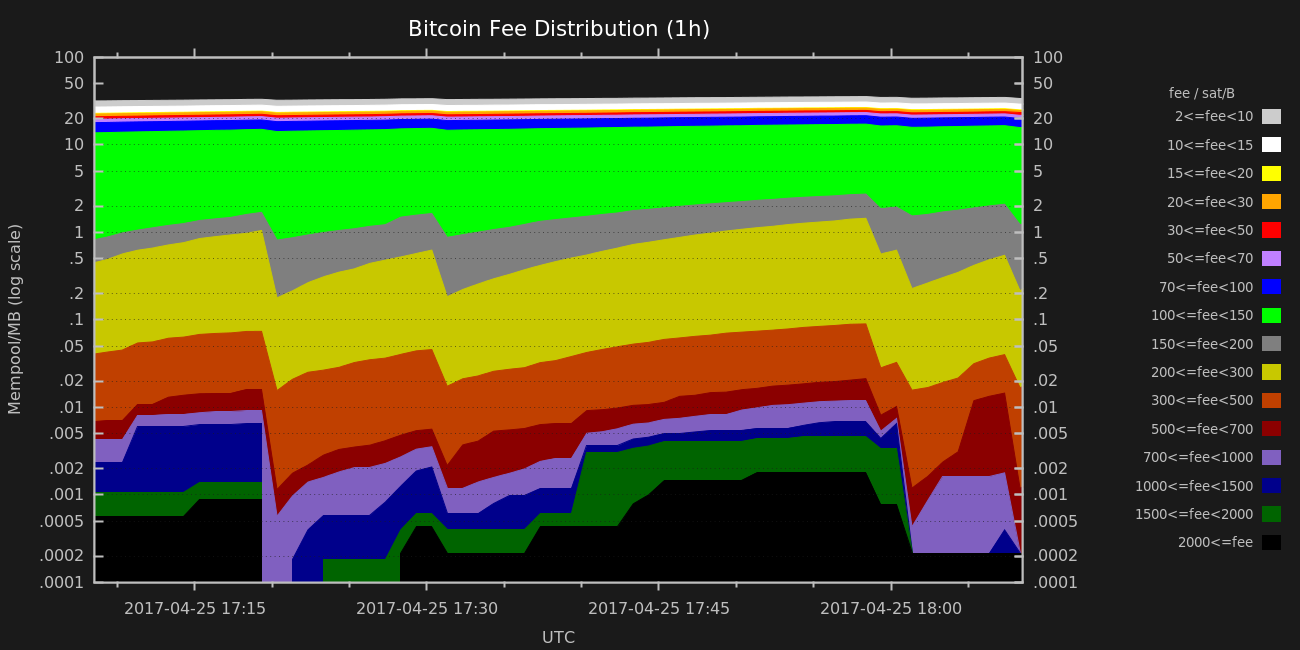 Bitcoin Fee Distribution (1h)
Mempool/MB (log scale)
100
50
20
10
5
2
1
.5
.2
.1
.05
.02
.01
.005
.002
.001
.0005
.0002
.0001
100
50
20
10
5
2
1
.5
.2
.1
.05
.02
.01
.005
.002
.001
.0005
.0002
.0001
2017-04-25 17:15 2017-04-25 17:30 2017-04-25 17:45 2017-04-25 18:00
UTC
fee / sat/B
2<=fee<10
10<=fee<15
15<=fee<20
20<=fee<30
30<=fee<50
50<=fee<70
70<=fee<100
100<=fee<150
150<=fee<200
200<=fee<300
300<=fee<500
500<=fee<700
700<=fee<1000
1000<=fee<1500
1500<=fee<2000
2000<=fee